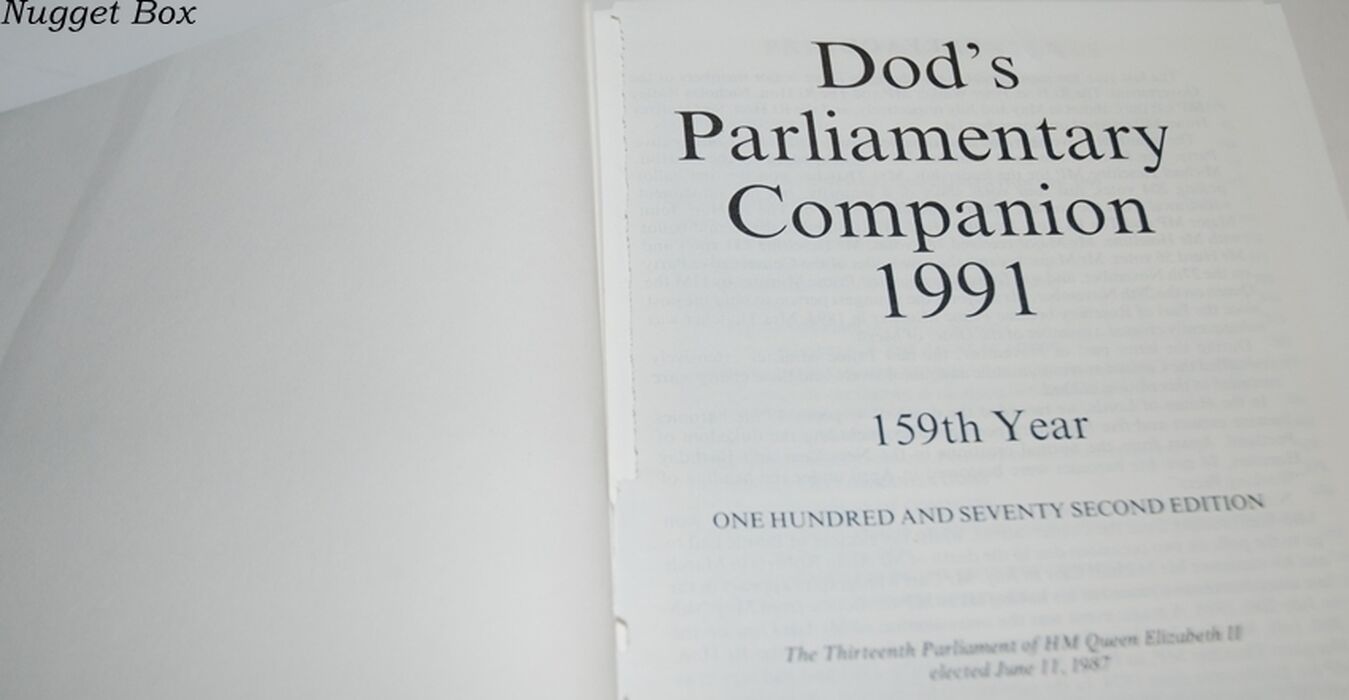 Nugget Box
Dod's
Parliamentary
Companion
1991
159th Year
ONE HUNDRED AND SEVENTY SECOND EDITION
The Thirteenth Parliament of HM Queen Elizabeth II
elected June 11, 1987